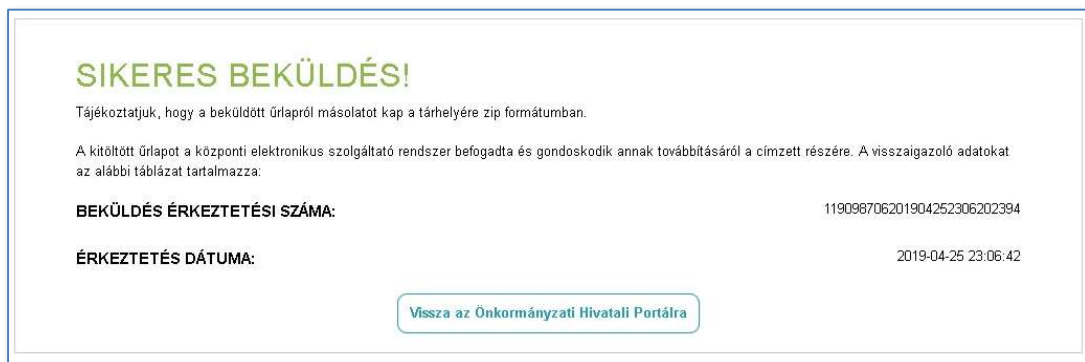 SIKERES BEKÜLDÉS!
Tájékoztatjuk, hogy a beküldött űrlapról másolatot kap a tárhelyére zip formátumban.
A kitöltött űrlapot a központi elektronikus szolgáltató rendszer befogadta és gondoskodik annak továbbításáról a címzett részére. A visszaigazoló adatokat
az alábbi táblázat tartalmazza:
BEKÜLDÉS ÉRKEZTETÉSI SZÁMA: 119098706201904252306202394
ÉRKEZTETÉS DÁTUMA: 2019-04-25 23:06:42
Vissza az Önkormányzati Hivatali Portálra